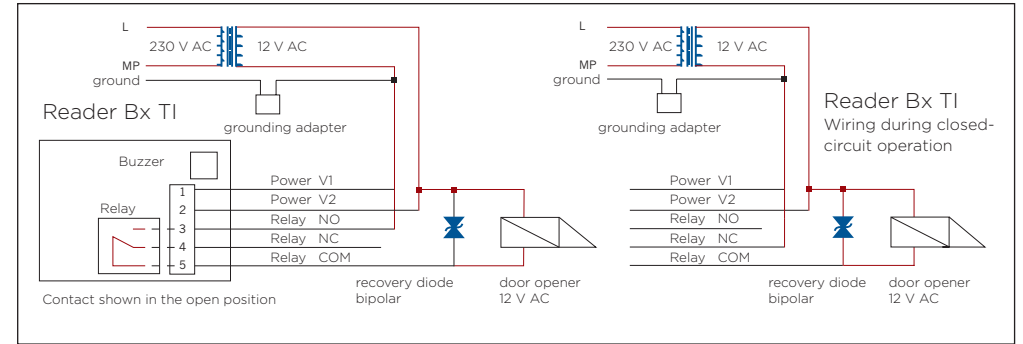 L
230 V AC
12 V AC
MP
ground
Reader Bx TI
grounding adapter
Buzzer
Relay
1
2
3
4
5
Power V1
Power V2
Relay NO
Relay NC
Relay COM
Contact shown in the open position
recovery diode
bipolar
door opener
12 V AC
L
230 V AC
12 V AC
MP
ground
grounding adapter
Reader Bx TI
Wiring during closed-
circuit operation
Power V1
Power V2
Relay NO
Relay NC
Relay COM
recovery diode
bipolar
door opener
12 V AC